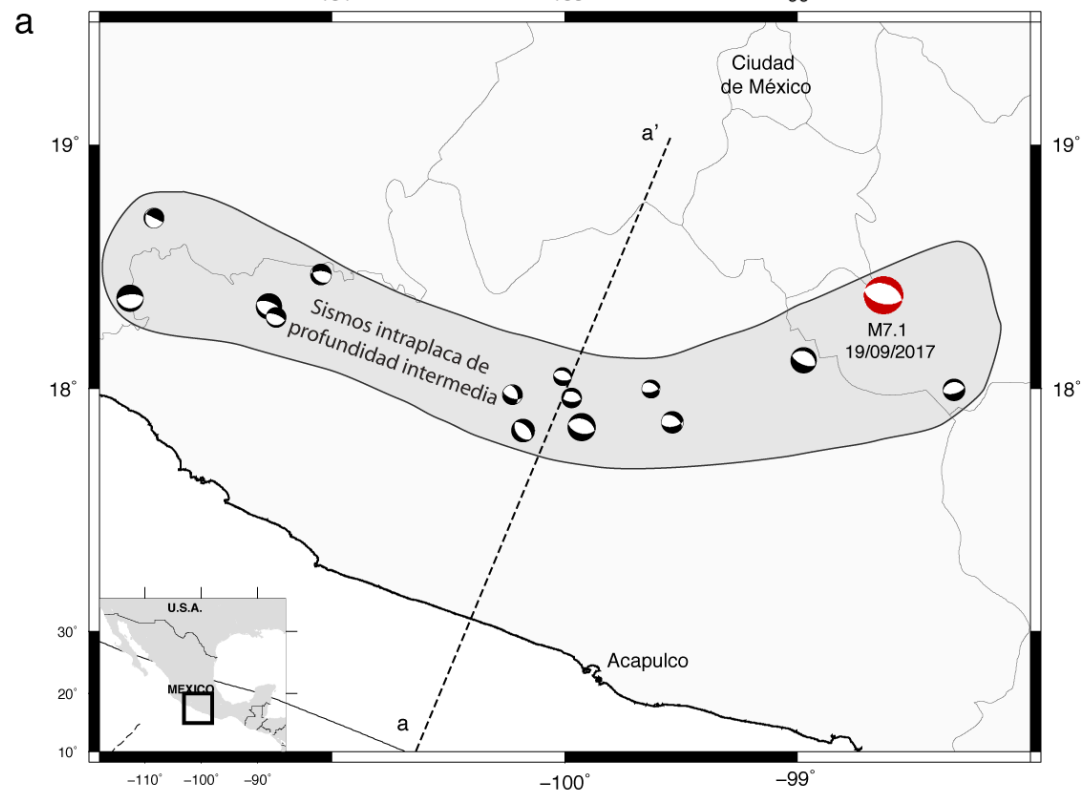 a
Ciudad
de México
a'
19°
19°
Sismos intraplaca de
profundidad intermedia
M7.1
19/09/2017
18°
18°
U.S.A.
MEXICO
30°
20°
10°
Acapulco
a
−110°
−100°
−90°
−100°
−99°